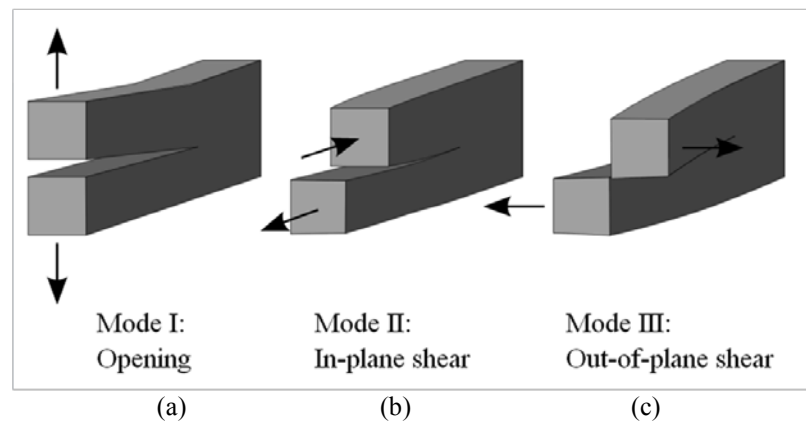 Mode I:
Opening
Mode II:
In-plane shear
Mode III:
Out-of-plane shear
(a)
(b)
(c)